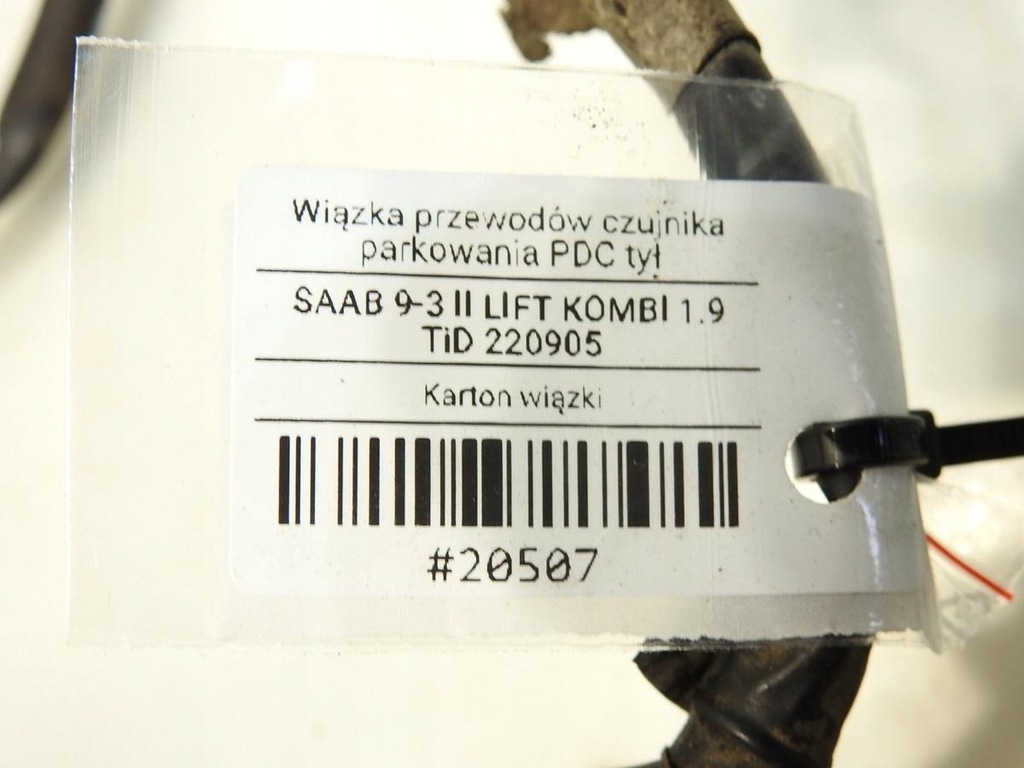 Wiązka przewodów czujnika
parkowania PDC tył
SAAB 9-3 II LIFT KOMBI 1.9
TiD 220905
Karton wiązki
#20507